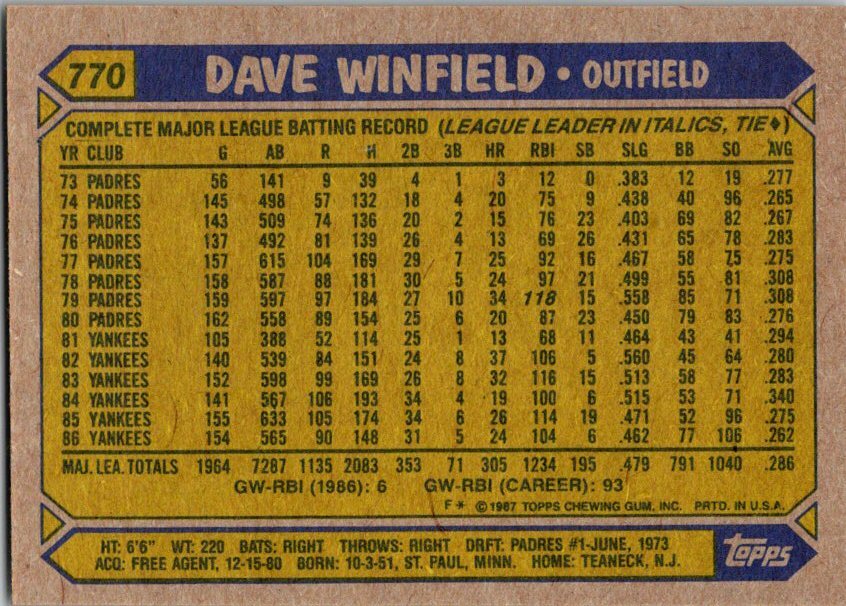 770 DAVE WINFIELD • OUTFIELD
COMPLETE MAJOR LEAGUE BATTING RECORD (LEAGUE LEADER IN ITALICS, TIE♦)
YR CLUB G AB R H 2B 3B HR RBI SB SLG BB SO AVG
73 PADRES 56 141 9 39 4 1 3 12 0 .383 12 19 .277
74 PADRES 145 498 57 132 18 4 20 75 9 .438 40 96 .265
75 PADRES 143 509 74 136 20 2 15 76 23 .403 69 82 .267
76 PADRES 137 492 81 139 26 4 13 69 26 .431 65 78 .283
77 PADRES 157 615 104 169 29 7 25 92 16 .467 58 75 .275
78 PADRES 158 587 88 181 30 5 24 97 21 .499 55 81 .308
79 PADRES 159 597 97 184 27 10 34 118 15 .558 85 71 .308
80 PADRES 162 558 89 154 25 6 20 87 23 .450 79 83 .276
81 YANKEES 105 388 52 114 25 1 13 68 11 .464 43 41 .294
82 YANKEES 140 539 84 151 24 8 37 106 5 .560 45 64 .280
83 YANKEES 152 598 99 169 26 8 32 116 15 .513 58 77 .283
84 YANKEES 141 567 106 193 34 4 19 100 6 .515 53 71 .340
85 YANKEES 155 633 105 174 34 6 26 114 19 .471 52 96 .275
86 YANKEES 154 565 90 148 31 5 24 104 6 .462 77 106 .262
MAJ. LEA. TOTALS 1964 7287 1135 2083 353 71 305 1234 195 .479 791 1040 .286
GW-RBI (1986): 6 GW-RBI (CAREER): 93
F* ©1987 TOPPS CHEWING GUM, INC. PRTD. IN U.S.A.
HT: 6'6" WT: 220 BATS: RIGHT THROWS: RIGHT DRFT: PADRES #1-JUNE, 1973
ACQ: FREE AGENT, 12-15-80 BORN: 10-3-51, ST. PAUL, MINN. HOME: TEANECK, N.J.
topps